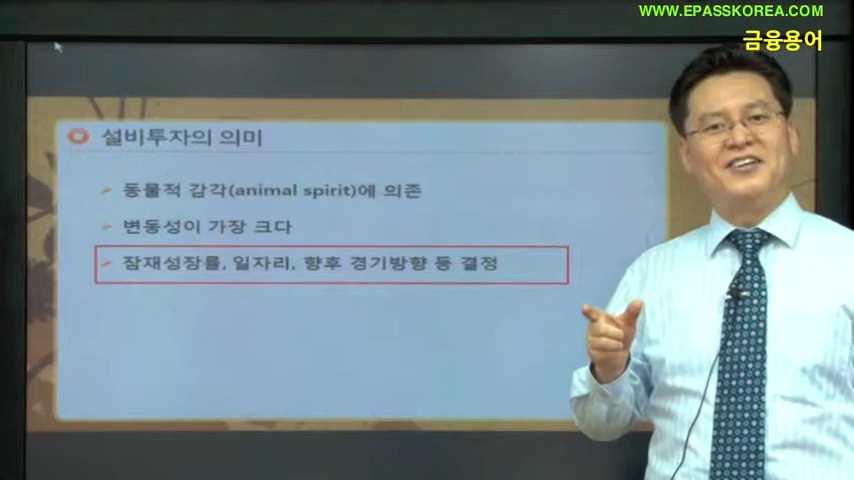 WWW.EPASSKOREA.COM
금융용어
설비투자의 의미
동물적 감각(animal spirit)에 의존
변동성이 가장 크다
잠재성장률, 일자리, 향후 경기방향 등 결정